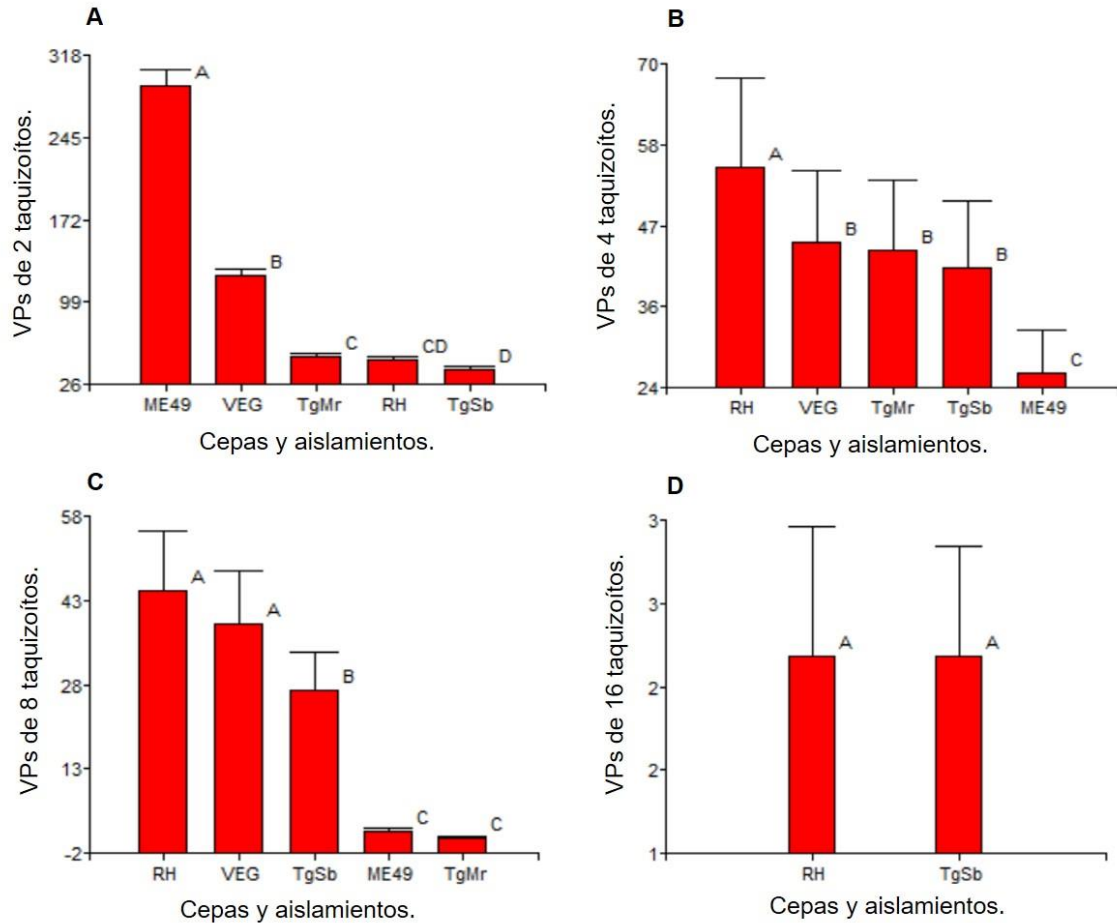 A
VPs de 2 taquizoítos.
318
245
172
99
26
A
B
C
CD
D
ME49 VEG TgMr RH TgSb
Cepas y aislamientos.
B
VPs de 4 taquizoítos.
70
58
47
36
24
A
B
B
B
C
RH VEG TgMr TgSb ME49
Cepas y aislamientos.
C
VPs de 8 taquizoítos.
58
43
28
13
-2
A
A
B
C
C
RH VEG TgSb ME49 TgMr
Cepas y aislamientos.
D
VPs de 16 taquizoítos.
3
3
2
2
1
A
A
RH TgSb
Cepas y aislamientos.